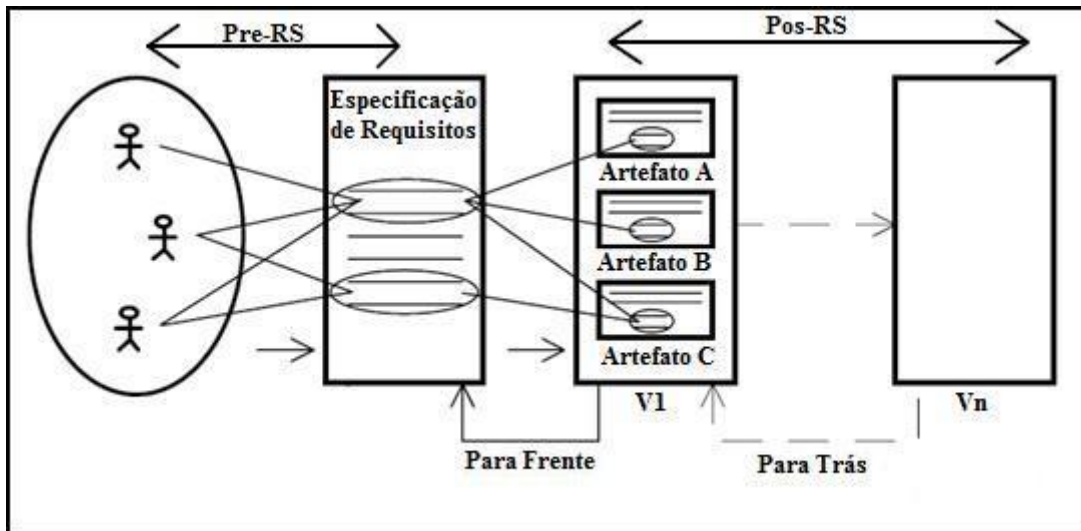 Pre-RS
Pos-RS
Especificação
de Requisitos
Artefato A
Artefato B
Artefato C
V1
Vn
Para Frente
Para Trás